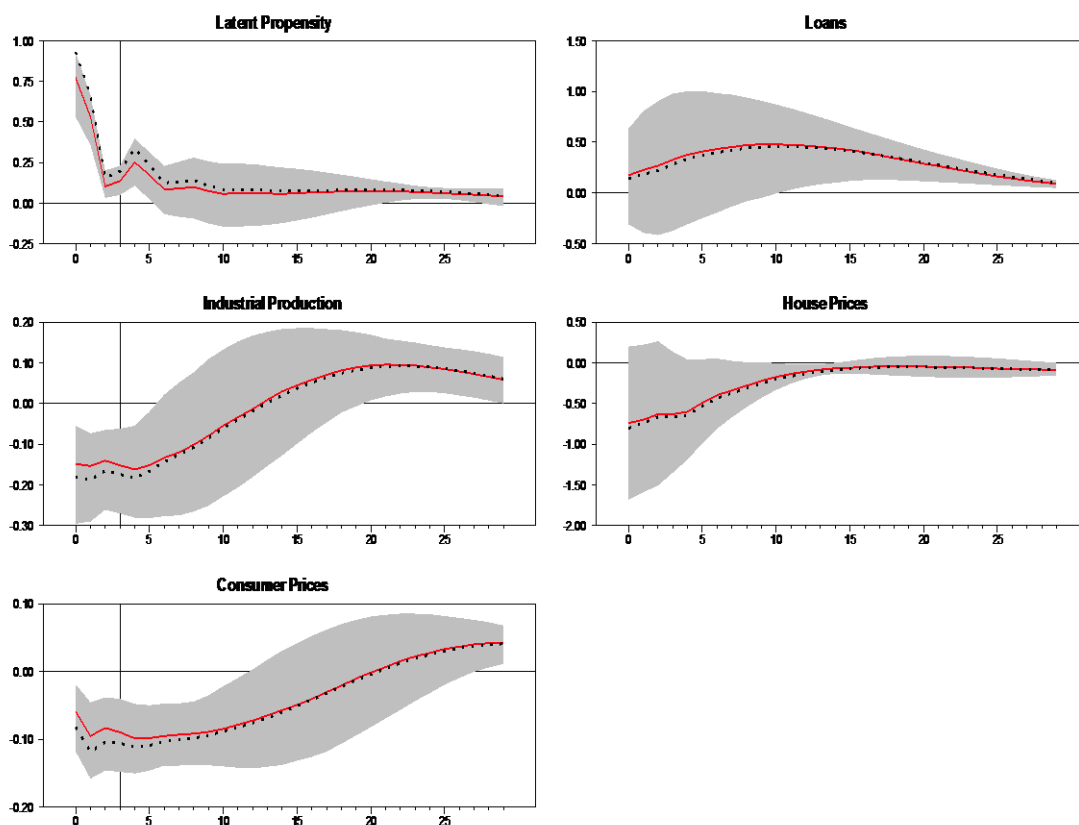 Latent Propensity
1.00
0.75
0.50
0.25
0.00
-0.25
0 5 10 15 20 25
Loans
1.50
1.00
0.50
0.00
-0.50
0 5 10 15 20 25
Industrial Production
0.20
0.10
0.00
-0.10
-0.20
-0.30
0 5 10 15 20 25
House Prices
0.50
0.00
-0.50
-1.00
-1.50
-2.00
0 5 10 15 20 25
Consumer Prices
0.10
0.00
-0.10
-0.20
0 5 10 15 20 25